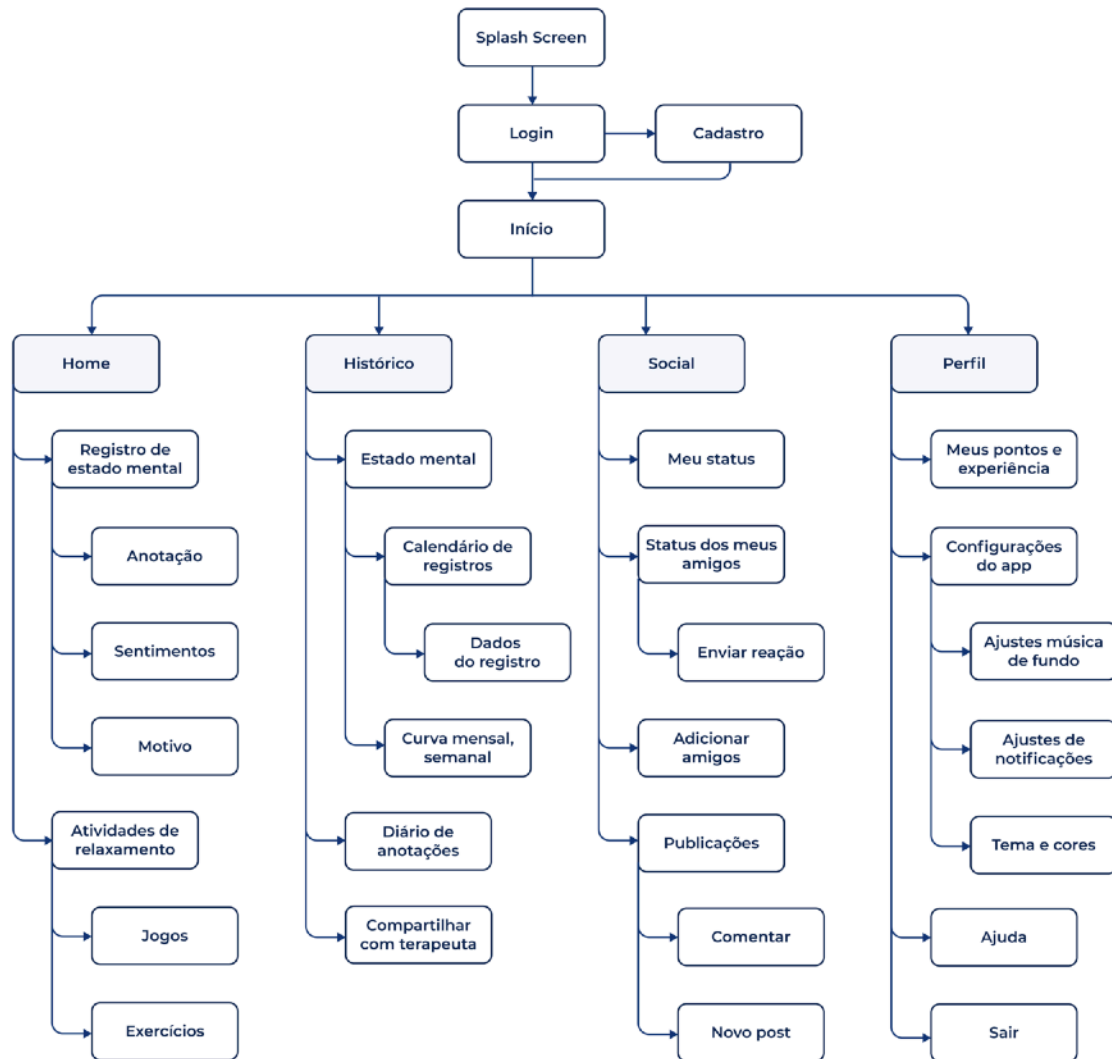 Splash Screen
Login
Cadastro
Início
Home
Histórico
Social
Perfil
Registro de
estado mental
Anotação
Sentimentos
Motivo
Atividades de
relaxamento
Jogos
Exercícios
Estado mental
Calendário de
registros
Dados
do registro
Curva mensal,
semanal
Diário de
anotações
Compartilhar
com terapeuta
Meu status
Status dos meus
amigos
Enviar reação
Adicionar
amigos
Publicações
Comentar
Novo post
Meus pontos e
experiência
Configurações
do app
Ajustes música
de fundo
Ajustes de
notificações
Tema e cores
Ajuda
Sair